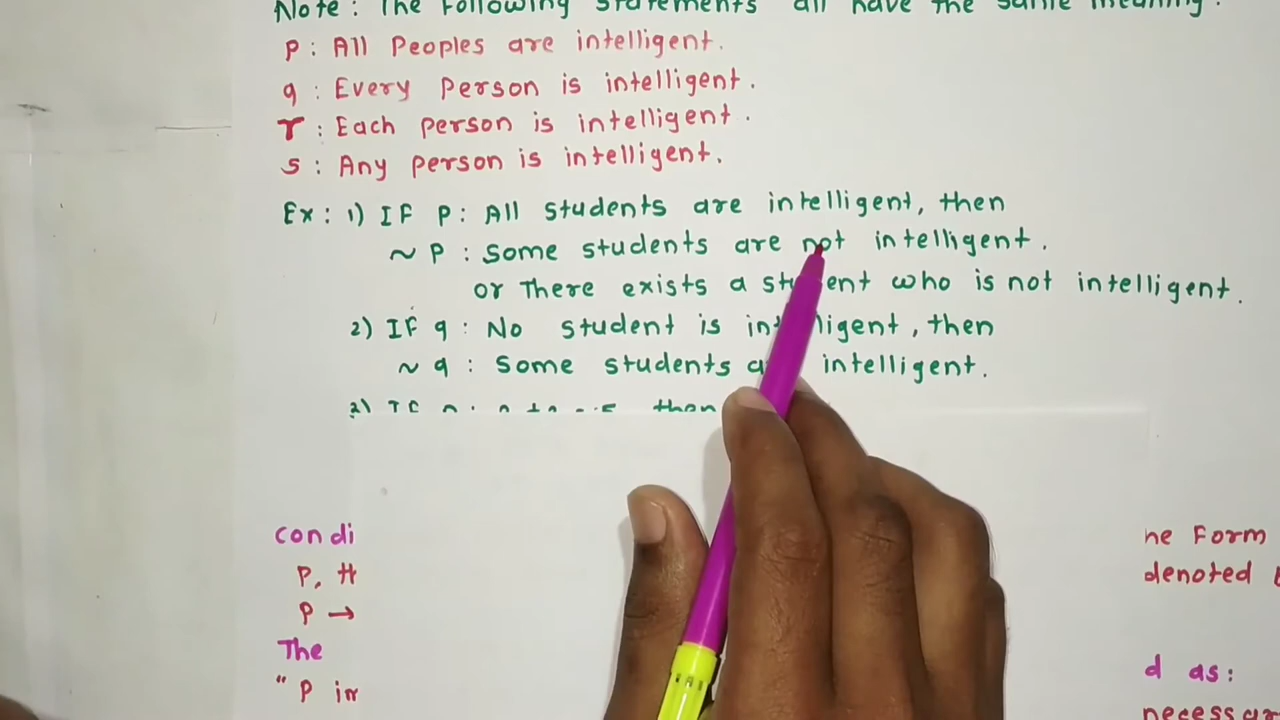 Note: The Following statements all have the same meaning.
P: All Peoples are intelligent.
q: Every Person is intelligent.
r: Each person is intelligent.
s: Any person is intelligent.
Ex: 1) IF P: All students are intelligent, then
~ P: Some students are not intelligent.
or There exists a student who is not intelligent.
2) IF q: No student is intelligent, then
~ q: Some students intelligent.
then
condi
ne Form
P,
denoted
P →
The
d as:
" P im